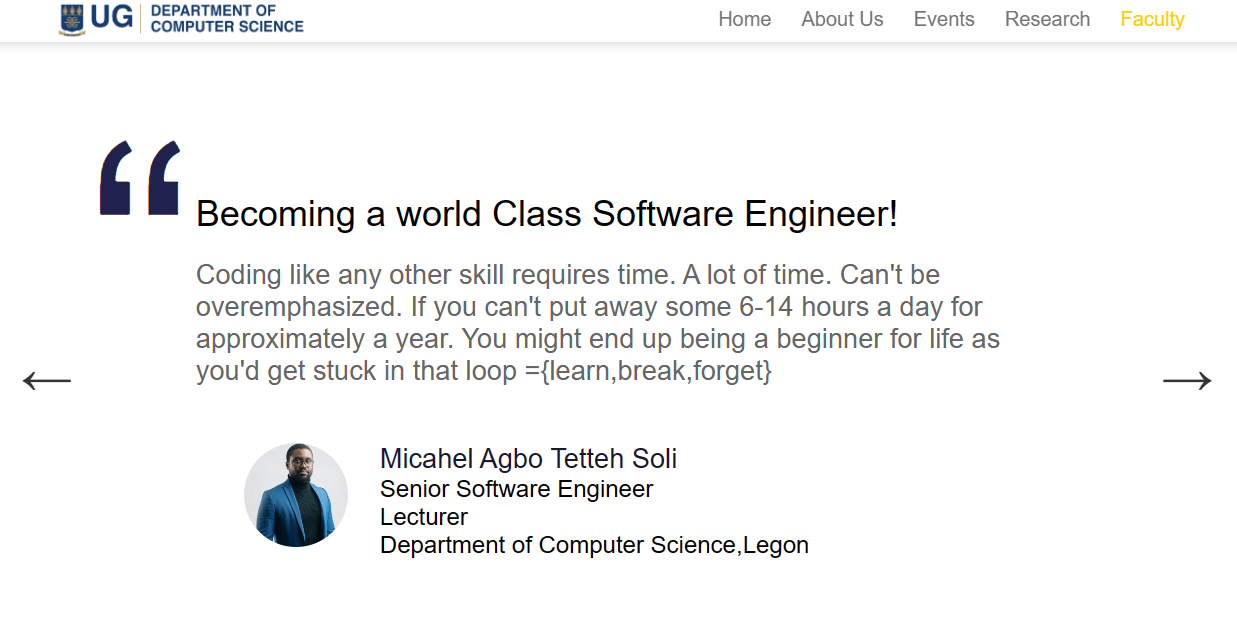 UG
DEPARTMENT OF
COMPUTER SCIENCE
Home About Us Events Research Faculty
“
Becoming a world Class Software Engineer!
Coding like any other skill requires time. A lot of time. Can't be
overemphasized. If you can't put away some 6-14 hours a day for
approximately a year. You might end up being a beginner for life as
you'd get stuck in that loop ={learn,break,forget}
← →
Micahel Agbo Tetteh Soli
Senior Software Engineer
Lecturer
Department of Computer Science,Legon